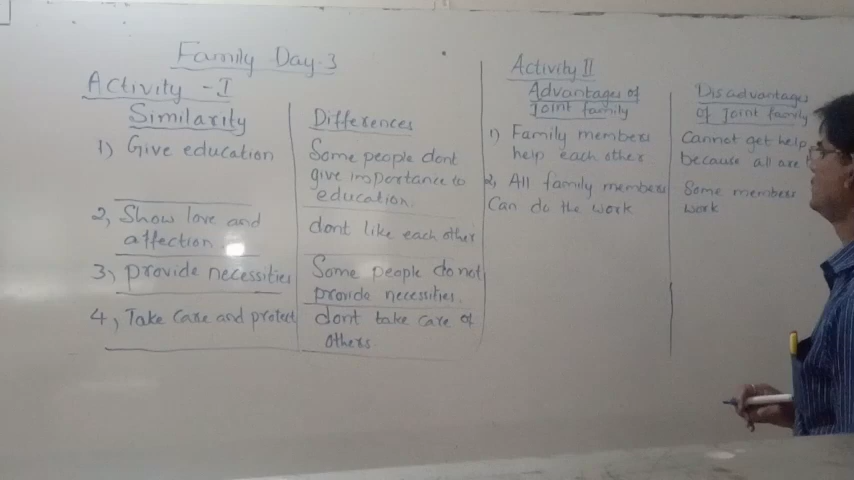 Family Day.3
Activity - I
Similarity
1) Give education
2, Show love and
affection.
3, provide necessities
4, Take care and protect
Differences
Some people dont
give importance to
education.
dont like each other
Some people do not
provide necessities.
dont take care of
others.
Activity II
Advantages of
Joint family
1) Family members
help each other.
2, All family members
Can do the work
Disadvantages
of Joint family
Cannot get help
because all are
Some members
work